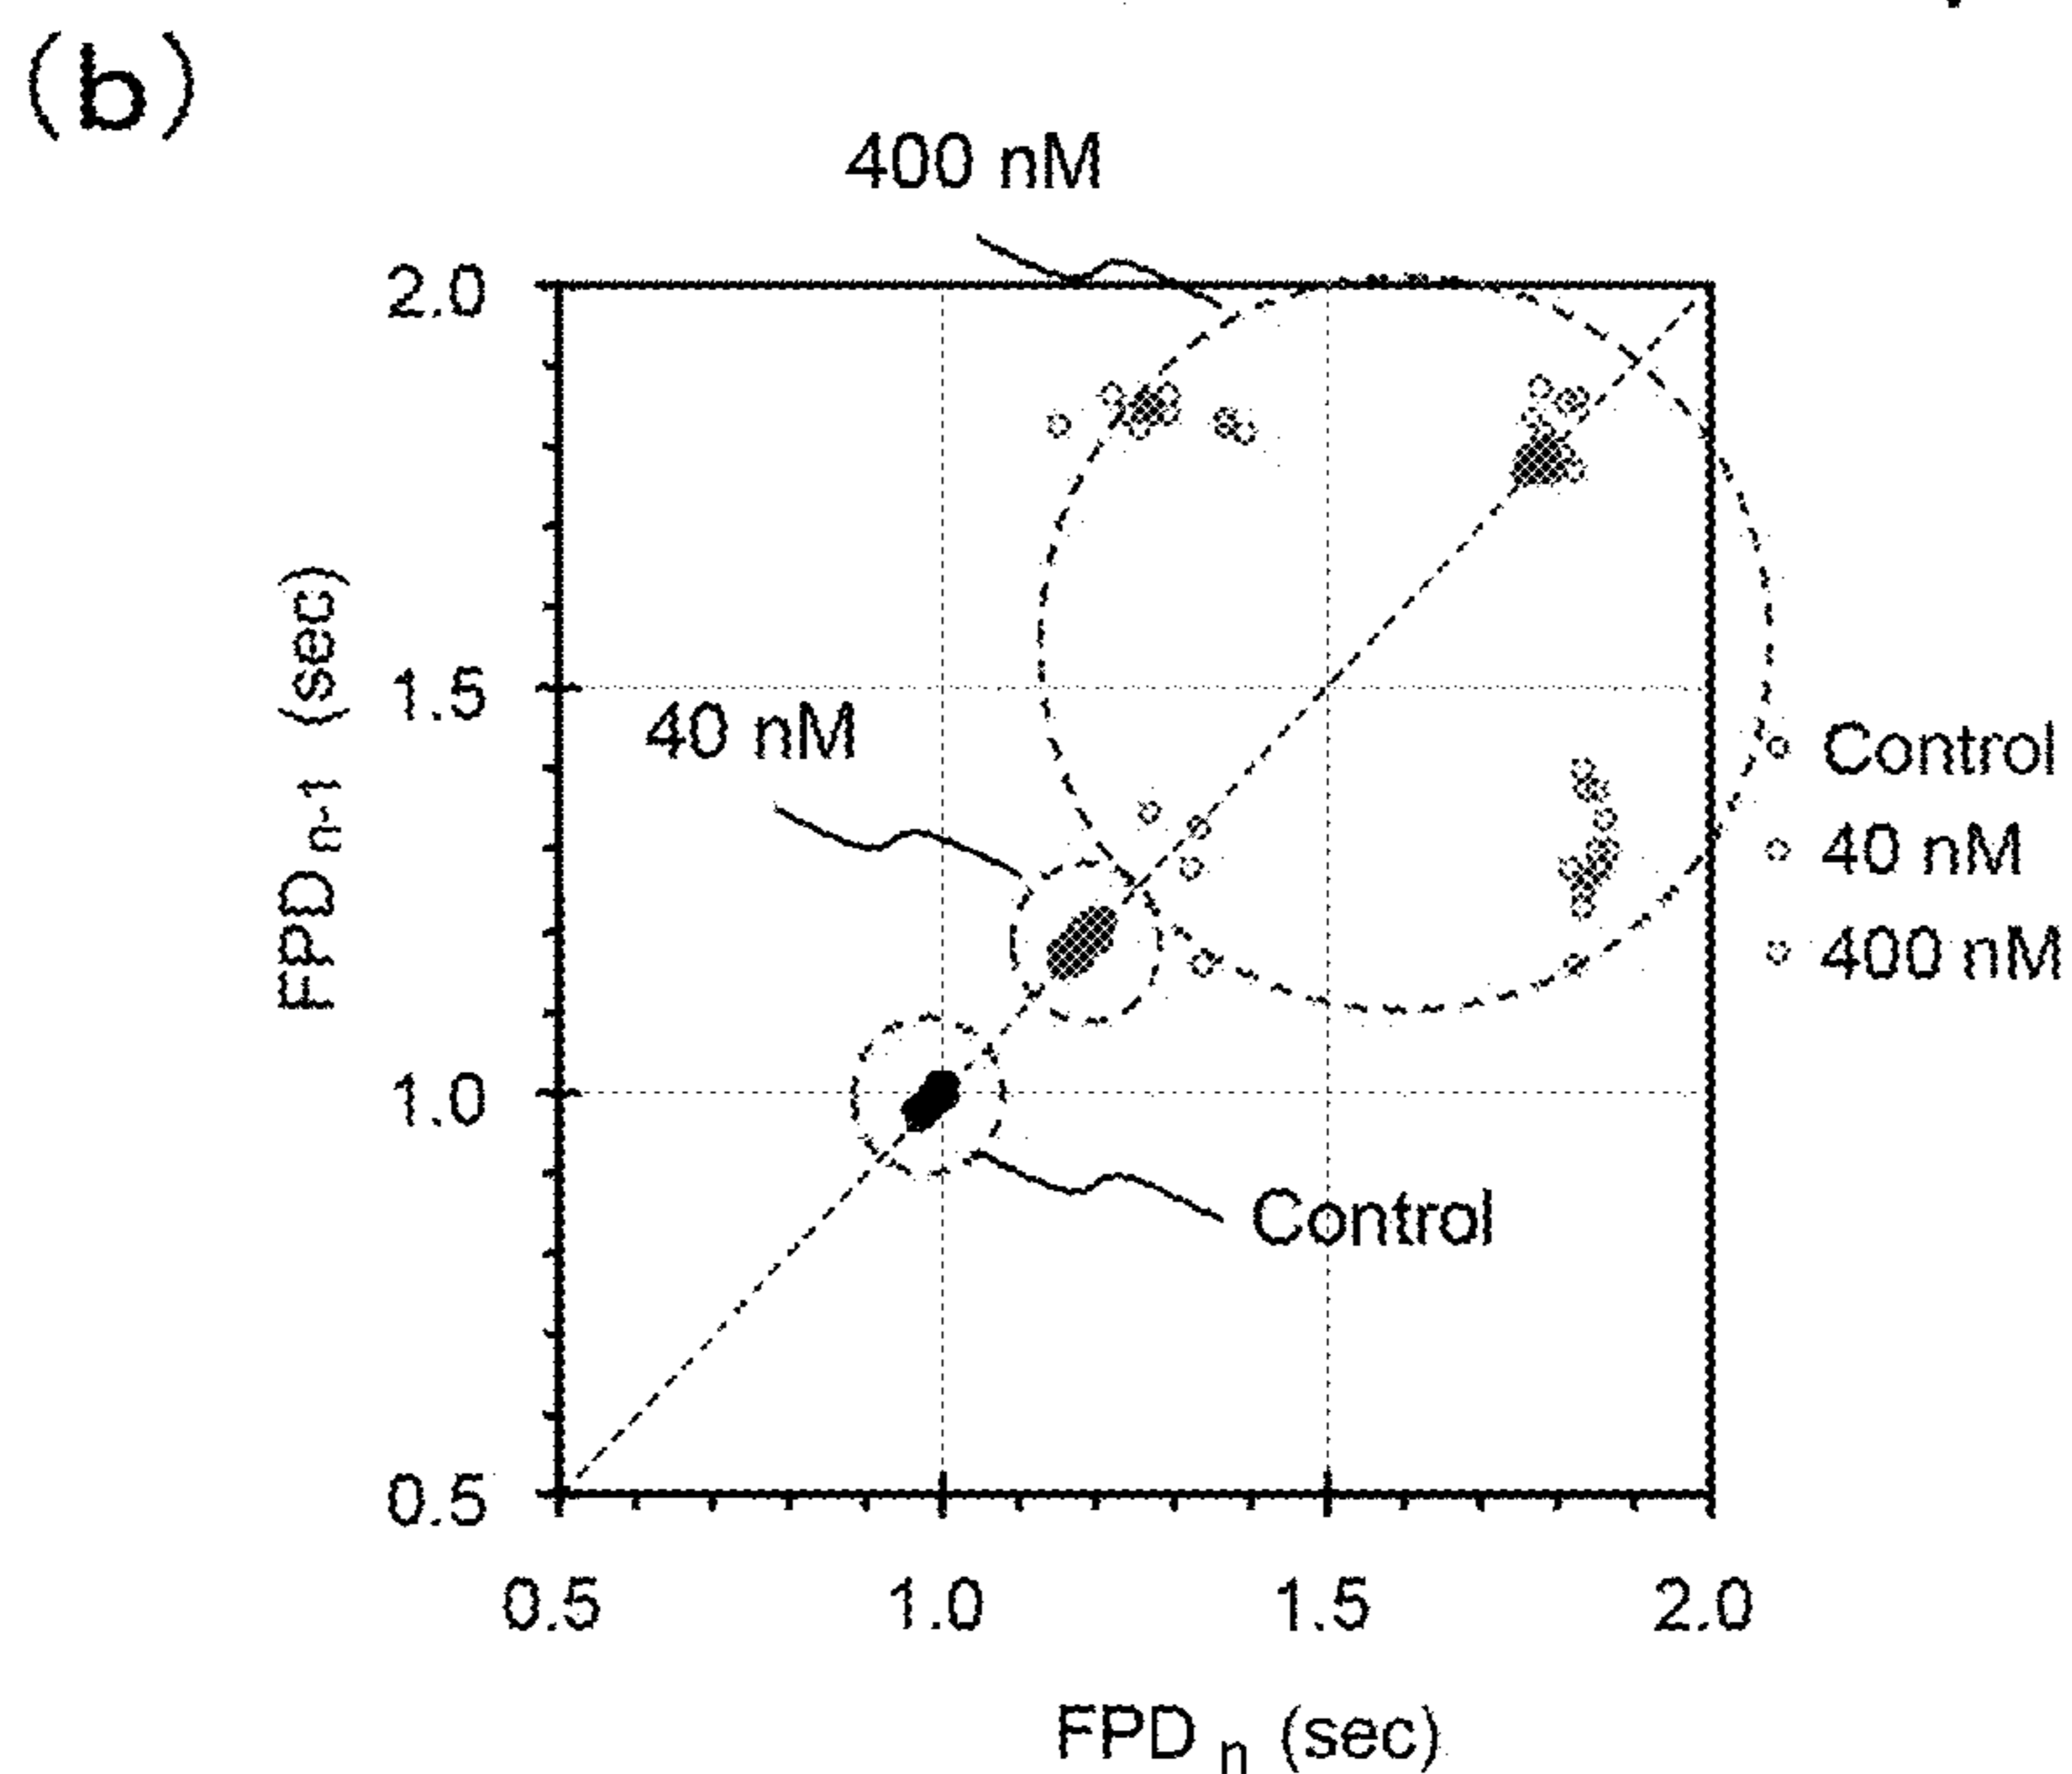 (b)
400 nM
2.0
FPD n-1 (sec)
1.5
40 nM
Control
40 nM
400 nM
1.0
Control
0.5
0.5 1.0 1.5 2.0
FPD n (sec)